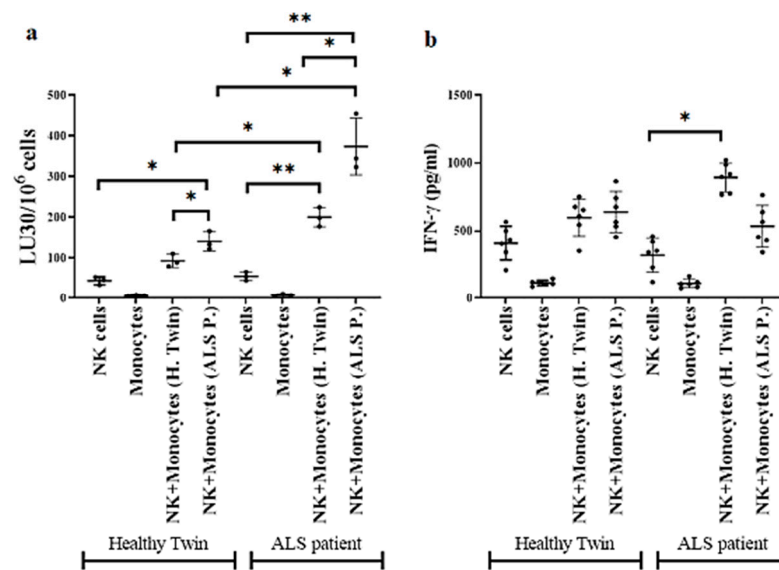 a
**
*
*
*
*
**
*
500
400
300
200
100
0
LU30/10⁶ cells
NK cells
Monocytes
NK+Monocytes (H. Twin)
NK+Monocytes (ALS P.)
NK cells
Monocytes
NK+Monocytes (H. Twin)
NK+Monocytes (ALS P.)
Healthy Twin
ALS patient
b
*
1500
1000
500
0
IFN-γ (pg/ml)
NK cells
Monocytes
NK+Monocytes (H. Twin)
NK+Monocytes (ALS P.)
NK cells
Monocytes
NK+Monocytes (H. Twin)
NK+Monocytes (ALS P.)
Healthy Twin
ALS patient